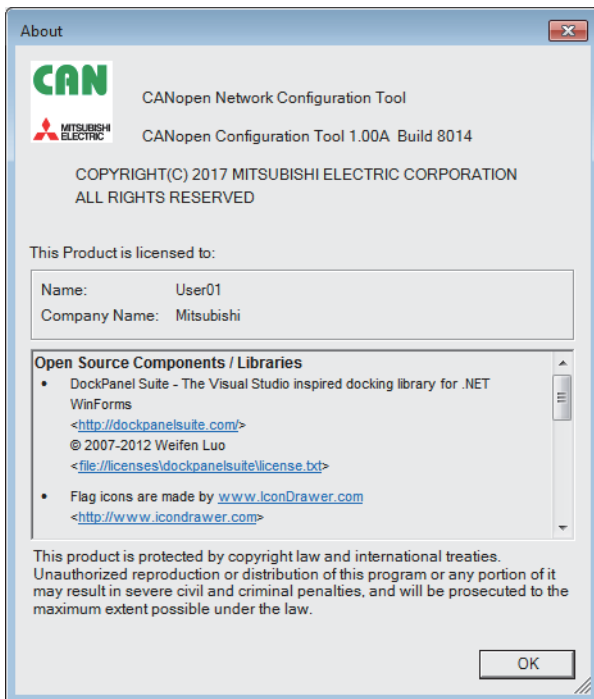 About
CAN
MITSUBISHI
ELECTRIC
CANopen Network Configuration Tool
CANopen Configuration Tool 1.00A Build 8014
COPYRIGHT(C) 2017 MITSUBISHI ELECTRIC CORPORATION
ALL RIGHTS RESERVED
This Product is licensed to:
Name: User01
Company Name: Mitsubishi
Open Source Components / Libraries
• DockPanel Suite - The Visual Studio inspired docking library for .NET
WinForms
<http://dockpanelsuite.com/>
© 2007-2012 Weifen Luo
<file://licenses\dockpanelsuite\license.txt>
• Flag icons are made by www.IconDrawer.com
<http://www.icondrawer.com>
This product is protected by copyright law and international treaties.
Unauthorized reproduction or distribution of this program or any portion of it
may result in severe civil and criminal penalties, and will be prosecuted to the
maximum extent possible under the law.
OK